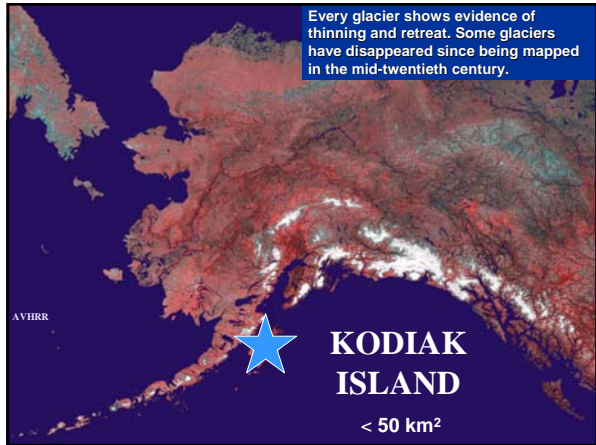 Every glacier shows evidence of
thinning and retreat. Some glaciers
have disappeared since being mapped
in the mid-twentieth century.
AVHRR
KODIAK
ISLAND
< 50 km²